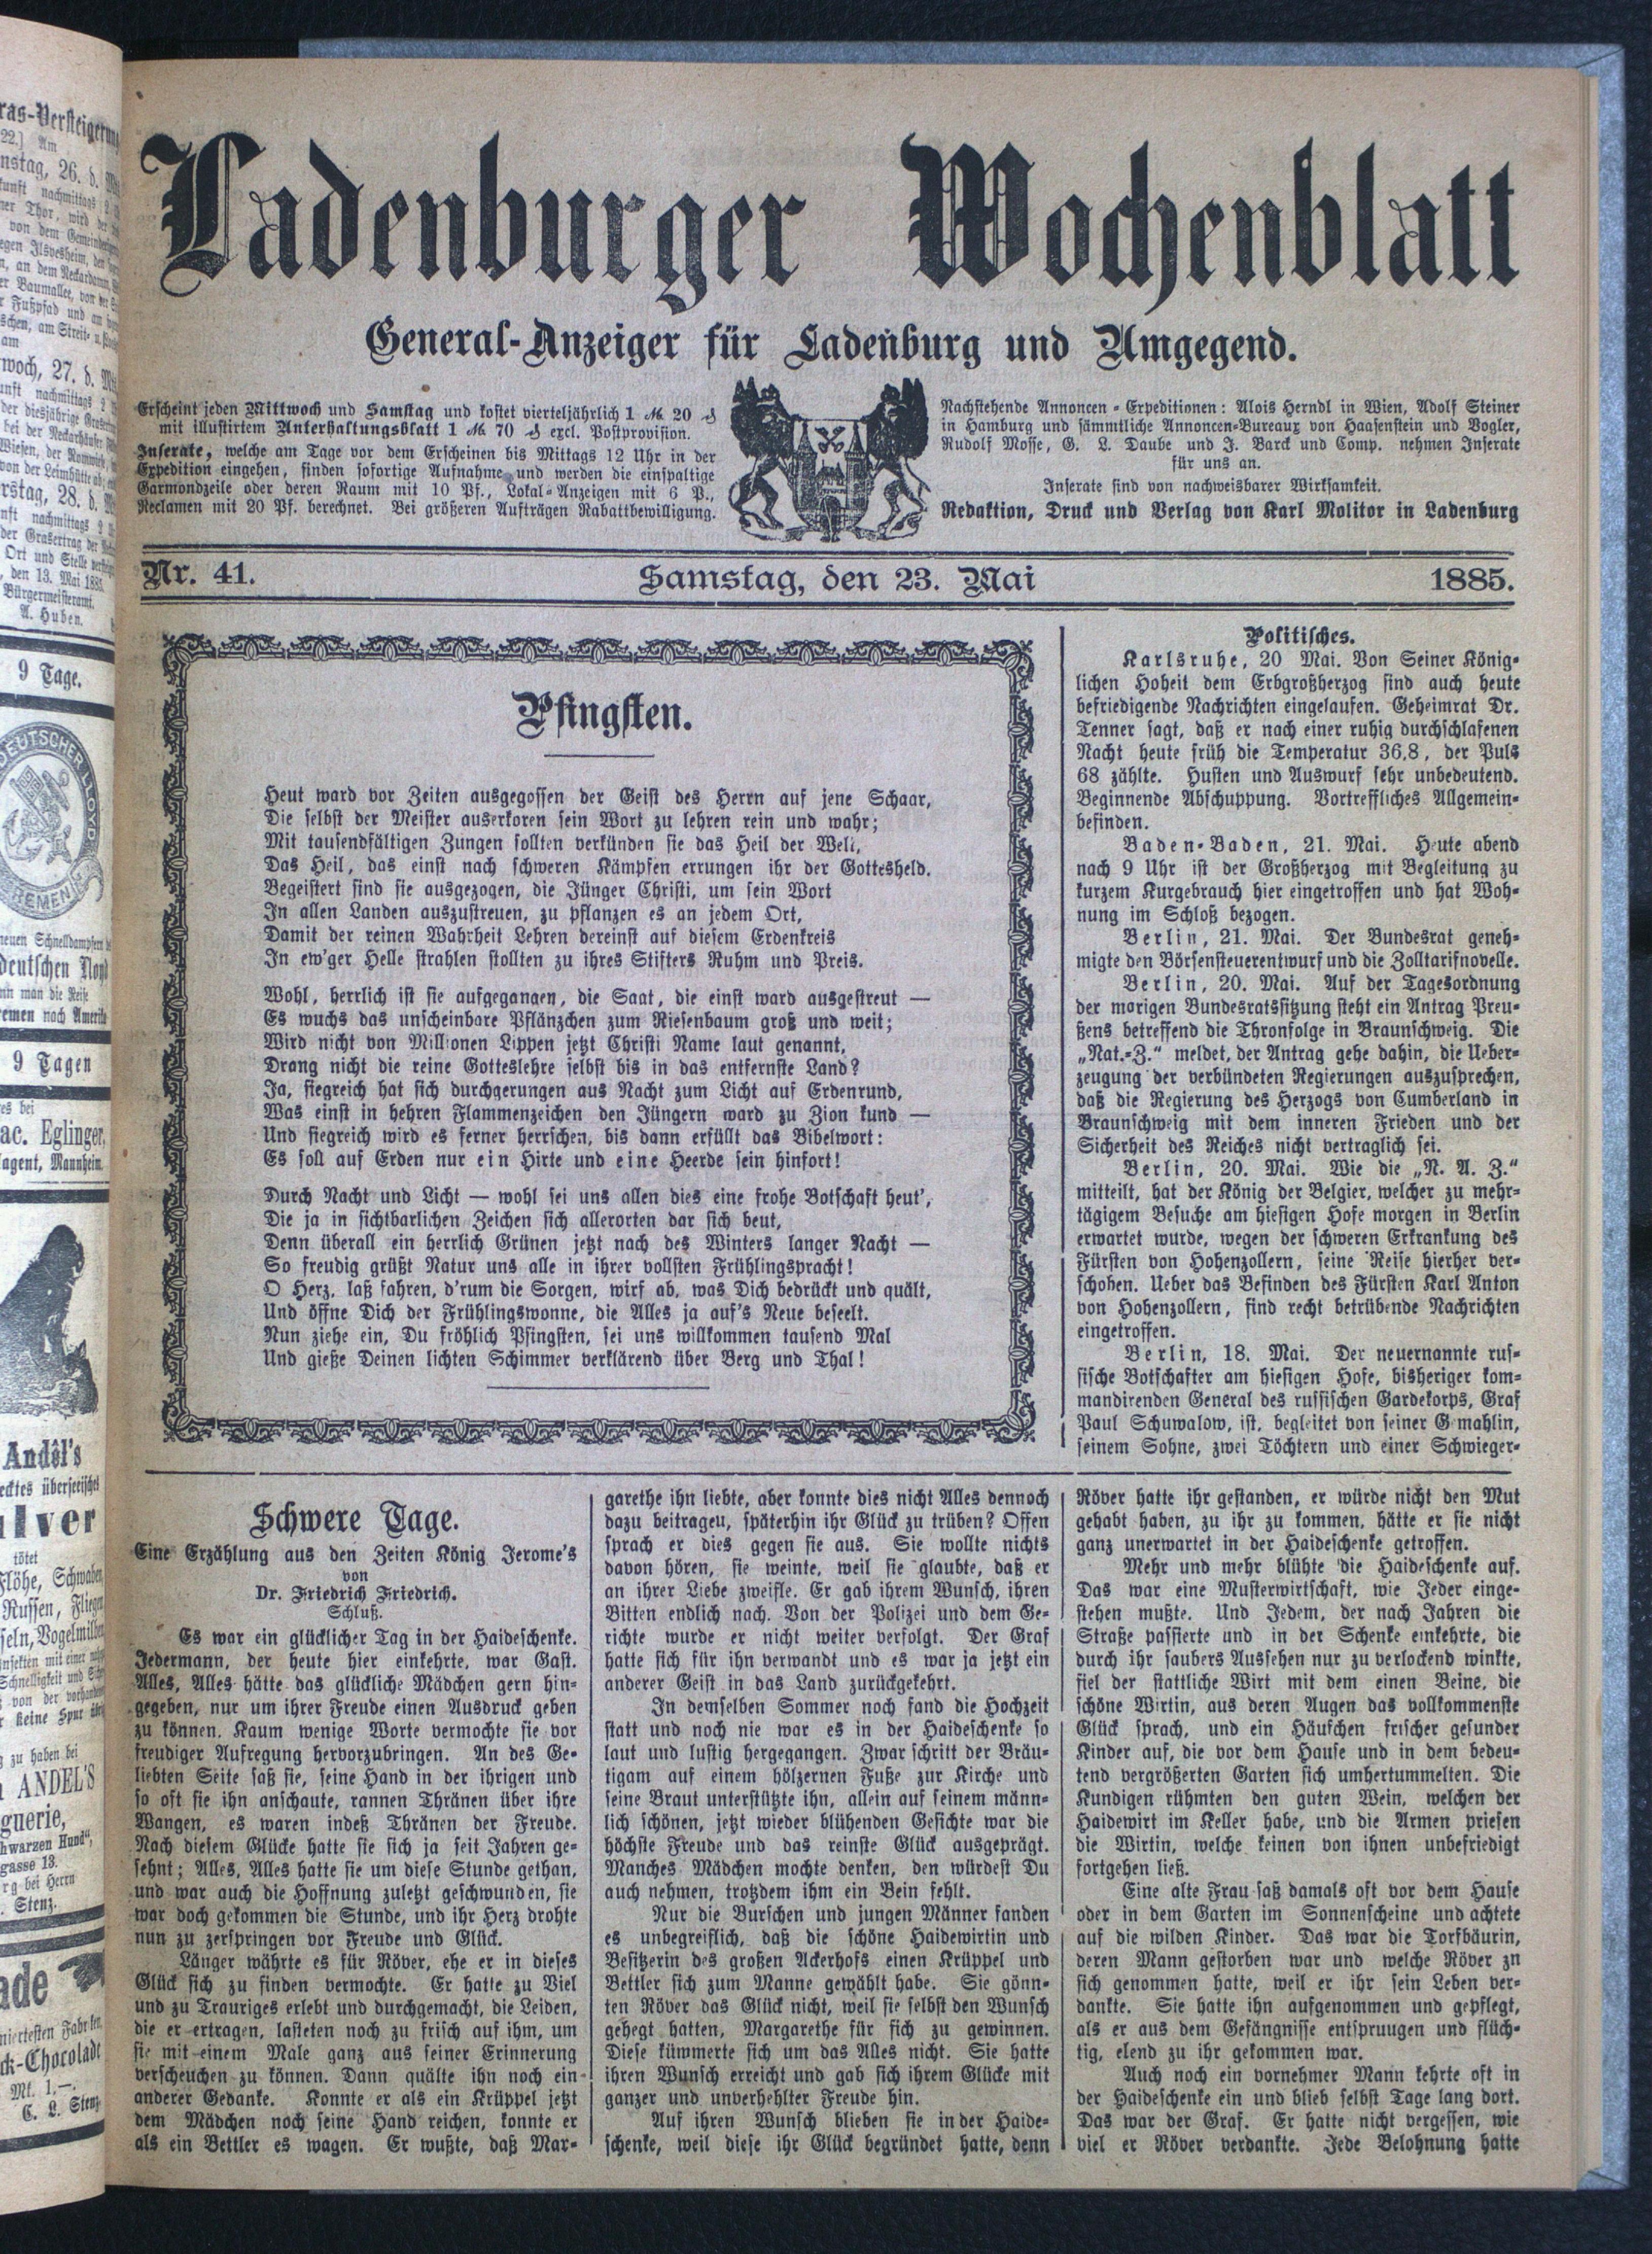 Ladenburger Wochenblatt
General-Anzeiger für Ladenburg und Umgegend.
Erscheint jeden Mittwoch und Samstag und kostet vierteljährlich 1 ℳ 20 ₰
mit illustirtem Unterhaltungsblatt 1 ℳ 70 ₰ excl. Postprovision.
Inserate, welche am Tage vor dem Erscheinen bis Mittags 12 Uhr in der
Expedition eingehen, finden sofortige Aufnahme und werden die einspaltige
Garmondzeile oder deren Raum mit 10 Pf., Lokal-Anzeigen mit 6 P.,
Reclamen mit 20 Pf. berechnet. Bei größeren Aufträgen Rabattbewilligung.
Nachstehende Annoncen-Expeditionen: Alois Herndl in Wien, Adolf Steiner
in Hamburg und sämmtliche Annoncen-Bureaux von Haasenstein und Vogler,
Rudolf Mosse, G. L. Daube und J. Barck und Comp. nehmen Inserate
für uns an.
Inserate sind von nachweisbarer Wirksamkeit.
Redaktion, Druck und Verlag von Karl Molitor in Ladenburg
Nr. 41. Samstag, den 23. Mai 1885.
Pfingsten.
Heut ward vor Zeiten ausgegossen der Geist des Herrn auf jene Schaar,
Die selbst der Meister auserkoren sein Wort zu lehren rein und wahr;
Mit tausendfältigen Zungen sollten verkünden sie das Heil der Welt,
Das Heil, das einst nach schweren Kämpfen errungen ihr der Gottesheld.
Begeistert sind sie ausgezogen, die Jünger Christi, um sein Wort
In allen Landen auszustreuen, zu pflanzen es an jedem Ort,
Damit der reinen Wahrheit Lehren dereinst auf diesem Erdenkreis
In ew'ger Helle strahlen stollten zu ihres Stifters Ruhm und Preis.
Wohl, herrlich ist sie aufgegangen, die Saat, die einst ward ausgestreut —
Es wuchs das unscheinbare Pflänzchen zum Riesenbaum groß und weit;
Wird nicht von Millionen Lippen jetzt Christi Name laut genannt,
Drang nicht die reine Gotteslehre selbst bis in das entfernste Land?
Ja, siegreich hat sich durchgerungen aus Nacht zum Licht auf Erdenrund,
Was einst in hehren Flammenzeichen den Jüngern ward zu Zion kund —
Und siegreich wird es ferner herrschen, bis dann erfüllt das Bibelwort:
Es soll auf Erden nur ein Hirte und eine Heerde sein hinfort!
Durch Nacht und Licht — wohl sei uns allen dies eine frohe Botschaft heut',
Die ja in sichtbarlichen Zeichen sich allerorten dar sich beut,
Denn überall ein herrlich Grünen jetzt nach des Winters langer Nacht —
So freudig grüßt Natur uns alle in ihrer vollsten Frühlingspracht!
O Herz, laß fahren, d'rum die Sorgen, wirf ab, was Dich bedrückt und quält,
Und öffne Dich der Frühlingswonne, die Alles ja auf's Neue beseelt.
Nun ziehe ein, Du fröhlich Pfingsten, sei uns willkommen tausend Mal
Und gieße Deinen lichten Schimmer verklärend über Berg und Thal!
Politisches.
Karlsruhe, 20 Mai. Von Seiner König-
lichen Hoheit dem Erbgroßherzog sind auch heute
befriedigende Nachrichten eingelaufen. Geheimrat Dr.
Tenner sagt, daß er nach einer ruhig durchschlafenen
Nacht heute früh die Temperatur 36,8, der Puls
68 zählte. Husten und Auswurf sehr unbedeutend.
Beginnende Abschuppung. Vortreffliches Allgemein-
befinden.
Baden-Baden, 21. Mai. Heute abend
nach 9 Uhr ist der Großherzog mit Begleitung zu
kurzem Kurgebrauch hier eingetroffen und hat Woh-
nung im Schloß bezogen.
Berlin, 21. Mai. Der Bundesrat geneh-
migte den Börsensteuerentwurf und die Zolltarifnovelle.
Berlin, 20. Mai. Auf der Tagesordnung
der morigen Bundesratssitzung steht ein Antrag Preu-
ßens betreffend die Thronfolge in Braunschweig. Die
„Nat.-Z.“ meldet, der Antrag gehe dahin, die Ueber-
zeugung der verbündeten Regierungen auszusprechen,
daß die Regierung des Herzogs von Cumberland in
Braunschweig mit dem inneren Frieden und der
Sicherheit des Reiches nicht vertraglich sei.
Berlin, 20. Mai. Wie die „N. A. Z.“
mitteilt, hat der König der Belgier, welcher zu mehr-
tägigem Besuche am hiesigen Hofe morgen in Berlin
erwartet wurde, wegen der schweren Erkrankung des
Fürsten von Hohenzollern, seine Reise hierher ver-
schoben. Ueber das Befinden des Fürsten Karl Anton
von Hohenzollern, sind recht betrübende Nachrichten
eingetroffen.
Berlin, 18. Mai. Der neuernannte rus-
sische Botschafter am hiesigen Hofe, bisheriger kom-
mandirenden General des russischen Gardekorps, Graf
Paul Schuwalow, ist, begleitet von seiner Gemahlin,
seinem Sohne, zwei Töchtern und einer Schwieger-
Schwere Tage.
Eine Erzählung aus den Zeiten König Jerome's
von
Dr. Friedrich Friedrich.
Schluß.
Es war ein glücklicher Tag in der Haideschenke.
Jedermann, der heute hier einkehrte, war Gast.
Alles, Alles hätte das glückliche Mädchen gern hin-
gegeben, nur um ihrer Freude einen Ausdruck geben
zu können. Kaum wenige Worte vermochte sie vor
freudiger Aufregung hervorzubringen. An des Ge-
liebten Seite saß sie, seine Hand in der ihrigen und
so oft sie ihn anschaute, rannen Thränen über ihre
Wangen, es waren indeß Thränen der Freude.
Nach diesem Glücke hatte sie sich ja seit Jahren ge-
sehnt; Alles, Alles hatte sie um diese Stunde gethan,
und war auch die Hoffnung zuletzt geschwunden, sie
war doch gekommen die Stunde, und ihr Herz drohte
nun zu zerspringen vor Freude und Glück.
Länger währte es für Röver, ehe er in dieses
Glück sich zu finden vermochte. Er hatte zu Viel
und zu Trauriges erlebt und durchgemacht, die Leiden,
die er ertragen, lasteten noch zu frisch auf ihm, um
sie mit einem Male ganz aus seiner Erinnerung
verscheuchen zu können. Dann quälte ihn noch ein
anderer Gedanke. Konnte er als ein Krüppel jetzt
dem Mädchen noch seine Hand reichen, konnte er
als ein Bettler es wagen. Er wußte, daß Mar-
garethe ihn liebte, aber konnte dies nicht Alles dennoch
dazu beitrageu, späterhin ihr Glück zu trüben? Offen
sprach er dies gegen sie aus. Sie wollte nichts
davon hören, sie weinte, weil sie glaubte, daß er
an ihrer Liebe zweifle. Er gab ihrem Wunsch, ihren
Bitten endlich nach. Von der Polizei und dem Ge-
richte wurde er nicht weiter verfolgt. Der Graf
hatte sich für ihn verwandt und es war ja jetzt ein
anderer Geist in das Land zurückgekehrt.
In demselben Sommer noch fand die Hochzeit
statt und noch nie war es in der Haideschenke so
laut und lustig hergegangen. Zwar schritt der Bräu-
tigam auf einem hölzernen Fuße zur Kirche und
seine Braut unterstützte ihn, allein auf seinem männ-
lich schönen, jetzt wieder blühenden Gesichte war die
höchste Freude und das reinste Glück ausgeprägt.
Manches Mädchen mochte denken, den würdest Du
auch nehmen, trotzdem ihm ein Bein fehlt.
Nur die Burschen und jungen Männer fanden
es unbegreiflich, daß die schöne Haidewirtin und
Besitzerin des großen Ackerhofs einen Krüppel und
Bettler sich zum Manne gewählt habe. Sie gönn-
ten Röver das Glück nicht, weil sie selbst den Wunsch
gehegt hatten, Margarethe für sich zu gewinnen.
Diese kümmerte sich um das Alles nicht. Sie hatte
ihren Wunsch erreicht und gab sich ihrem Glücke mit
ganzer und unverhehlter Freude hin.
Auf ihren Wunsch blieben sie in der Haide-
schenke, weil diese ihr Glück begründet hatte, denn
Röver hatte ihr gestanden, er würde nicht den Mut
gehabt haben, zu ihr zu kommen, hätte er sie nicht
ganz unerwartet in der Haideschenke getroffen.
Mehr und mehr blühte die Haideschenke auf.
Das war eine Musterwirtschaft, wie Jeder einge-
stehen mußte. Und Jedem, der nach Jahren die
Straße passierte und in der Schenke einkehrte, die
durch ihr saubers Aussehen nur zu verlockend winkte,
fiel der stattliche Wirt mit dem einen Beine, die
schöne Wirtin, aus deren Augen das vollkommenste
Glück sprach, und ein Häufchen frischer gesunder
Kinder auf, die vor dem Hause und in dem bedeu-
tend vergrößerten Garten sich umhertummelten. Die
Kundigen rühmten den guten Wein, welchen der
Haidewirt im Keller habe, und die Armen priesen
die Wirtin, welche keinen von ihnen unbefriedigt
fortgehen ließ.
Eine alte Frau saß damals oft vor dem Hause
oder in dem Garten im Sonnenscheine und achtete
auf die wilden Kinder. Das war die Torfbäurin,
deren Mann gestorben war und welche Röver zn
sich genommen hatte, weil er ihr sein Leben ver-
dankte. Sie hatte ihn aufgenommen und gepflegt,
als er aus dem Gefängnisse entspruugen und flüch-
tig, elend zu ihr gekommen war.
Auch noch ein vornehmer Mann kehrte oft in
der Haideschenke ein und blieb selbst Tage lang dort.
Das war der Graf. Er hatte nicht vergessen, wie
viel er Röver verdankte. Jede Belohnung hatte